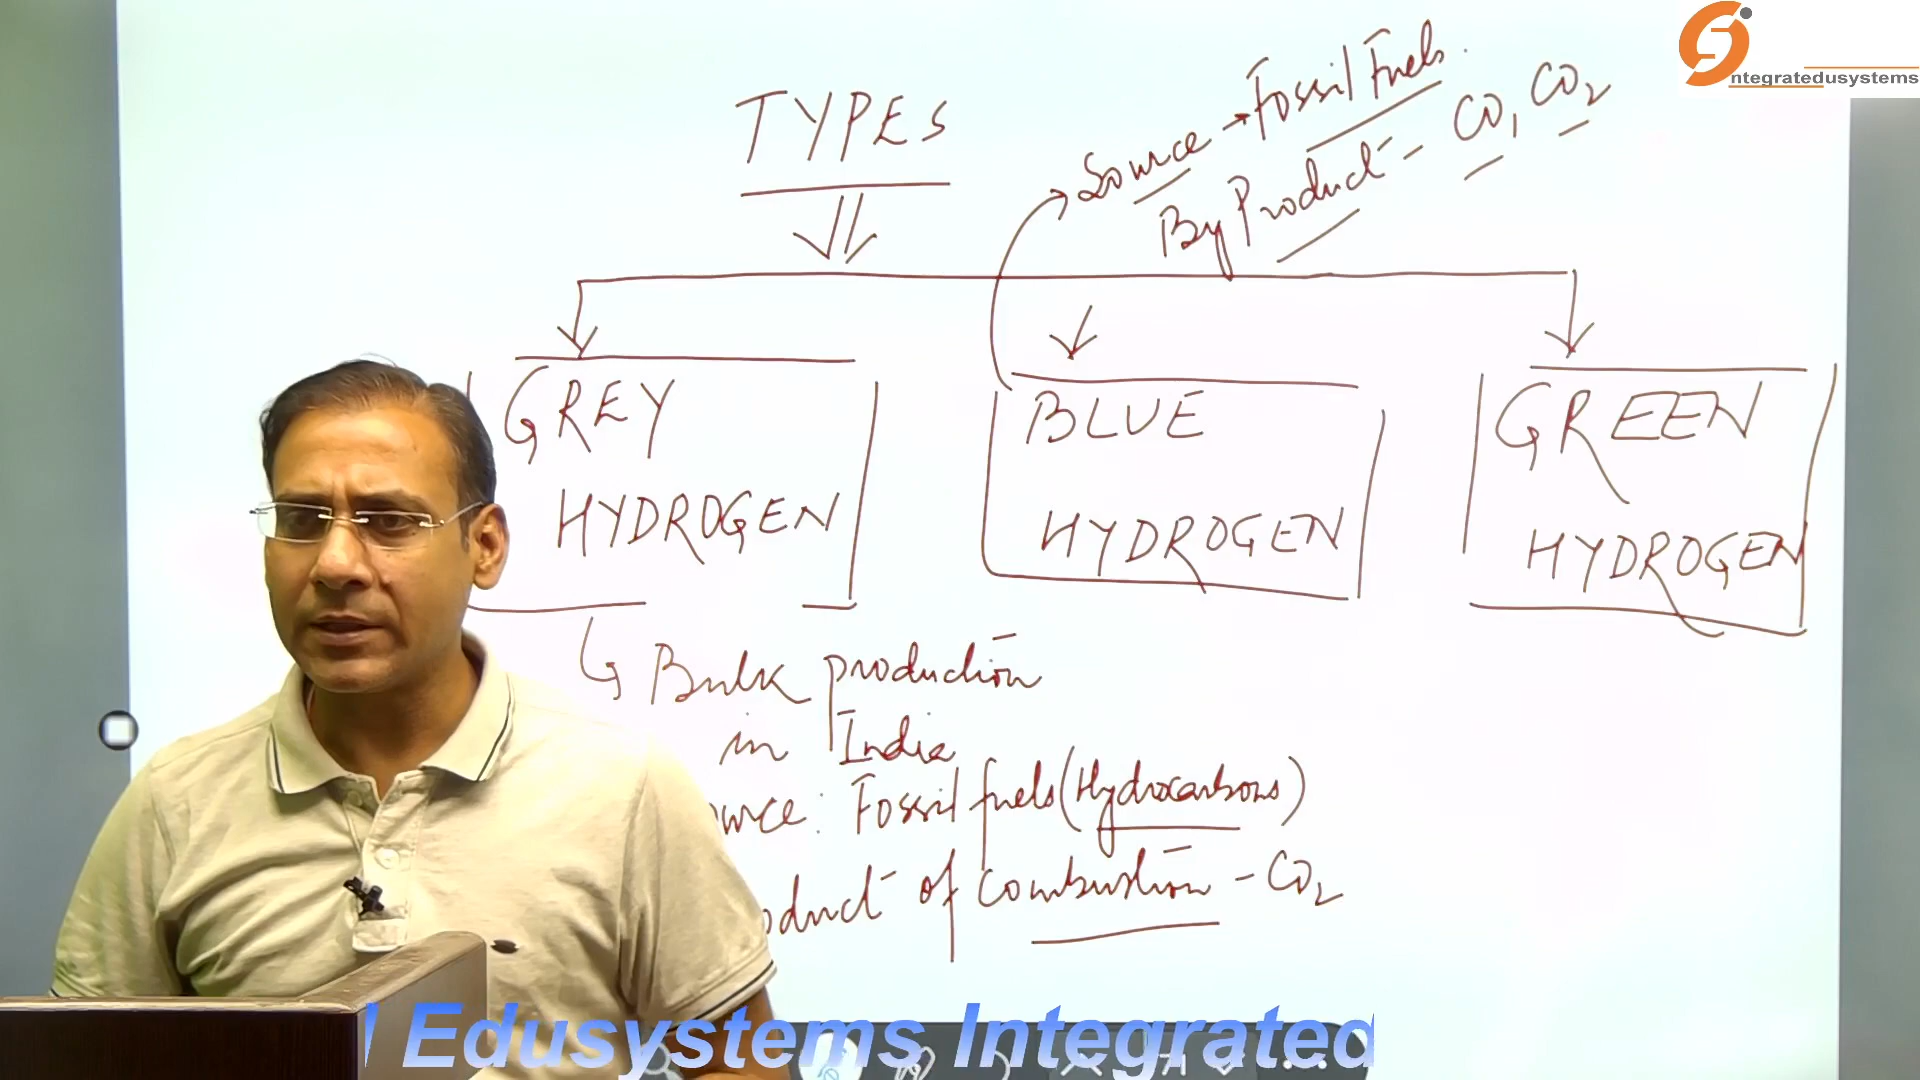 ntegratedusystems
TYPES
Source → Fossil Fuels.
By Product - CO, CO2
GREY
HYDROGEN
BLUE
HYDROGEN
GREEN
HYDROGEN
Bulk production
in India
Fossil fuels (Hydrocarbons)
of combustion - CO2
Edusystems Integrated